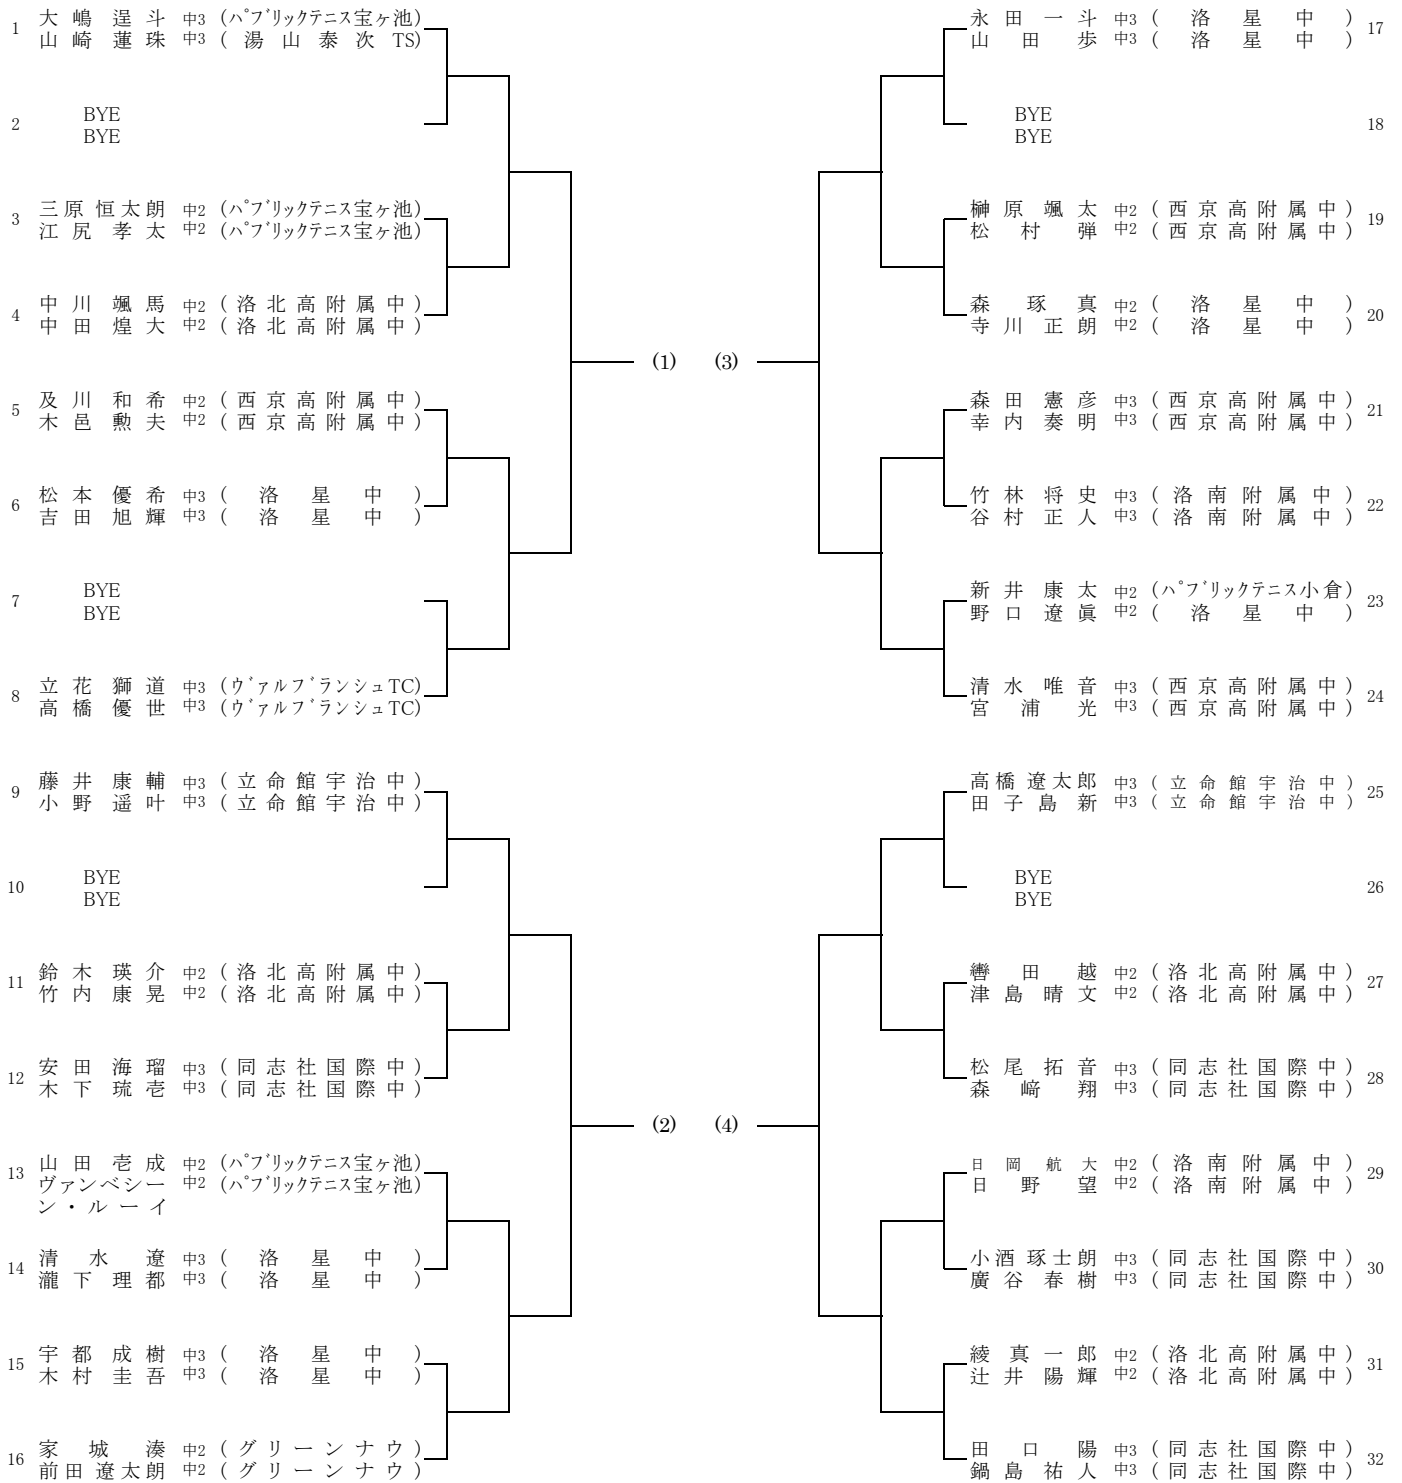 1 大嶋逞斗 中3 (パブリックテニス宝ヶ池)
山崎蓮珠 中3 (湯山泰次TS)
2 BYE
BYE
3 三原恒太朗 中2 (パブリックテニス宝ヶ池)
江尻孝太 中2 (パブリックテニス宝ヶ池)
4 中川颯馬 中2 (洛北高附属中)
中田煌大 中2 (洛北高附属中)
(1)
5 及川和希 中2 (西京高附属中)
木邑勲夫 中2 (西京高附属中)
6 松本優希 中3 (洛星中)
吉田旭輝 中3 (洛星中)
7 BYE
BYE
8 立花獅道 中3 (ヴァルブランシュTC)
高橋優世 中3 (ヴァルブランシュTC)
9 藤井康輔 中3 (立命館宇治中)
小野遥叶 中3 (立命館宇治中)
10 BYE
BYE
11 鈴木瑛介 中2 (洛北高附属中)
竹内康晃 中2 (洛北高附属中)
12 安田海瑠 中3 (同志社国際中)
木下琉壱 中3 (同志社国際中)
(2)
13 山田壱成 中2 (パブリックテニス宝ヶ池)
ヴァンベシー 中2 (パブリックテニス宝ヶ池)
ン・ルーイ
14 清水遼 中3 (洛星中)
瀧下理都 中3 (洛星中)
15 宇都成樹 中3 (洛星中)
木村圭吾 中3 (洛星中)
16 家城湊 中2 (グリーンナウ)
前田遼太朗 中2 (グリーンナウ)
永田一斗 中3 (洛星中) 17
山田歩 中3 (洛星中)
BYE 18
BYE
榊原颯太 中2 (西京高附属中) 19
松村弾 中2 (西京高附属中)
森琢真 中2 (洛星中) 20
寺川正朗 中2 (洛星中)
(3)
森田憲彦 中3 (西京高附属中) 21
幸内奏明 中3 (西京高附属中)
竹林将史 中3 (洛南附属中) 22
谷村正人 中3 (洛南附属中)
新井康太 中2 (パブリックテニス小倉) 23
野口遼眞 中2 (洛星中)
清水唯音 中3 (西京高附属中) 24
宮浦光 中3 (西京高附属中)
高橋遼太郎 中3 (立命館宇治中) 25
田子島新 中3 (立命館宇治中)
BYE 26
BYE
轡田越 中2 (洛北高附属中) 27
津島晴文 中2 (洛北高附属中)
松尾拓音 中3 (同志社国際中) 28
森﨑翔 中3 (同志社国際中)
(4)
日岡航大 中2 (洛南附属中) 29
日野望 中2 (洛南附属中)
小酒琢士朗 中3 (同志社国際中) 30
廣谷春樹 中3 (同志社国際中)
綾真一郎 中2 (洛北高附属中) 31
辻井陽輝 中2 (洛北高附属中)
田口陽 中3 (同志社国際中) 32
鍋島祐人 中3 (同志社国際中)